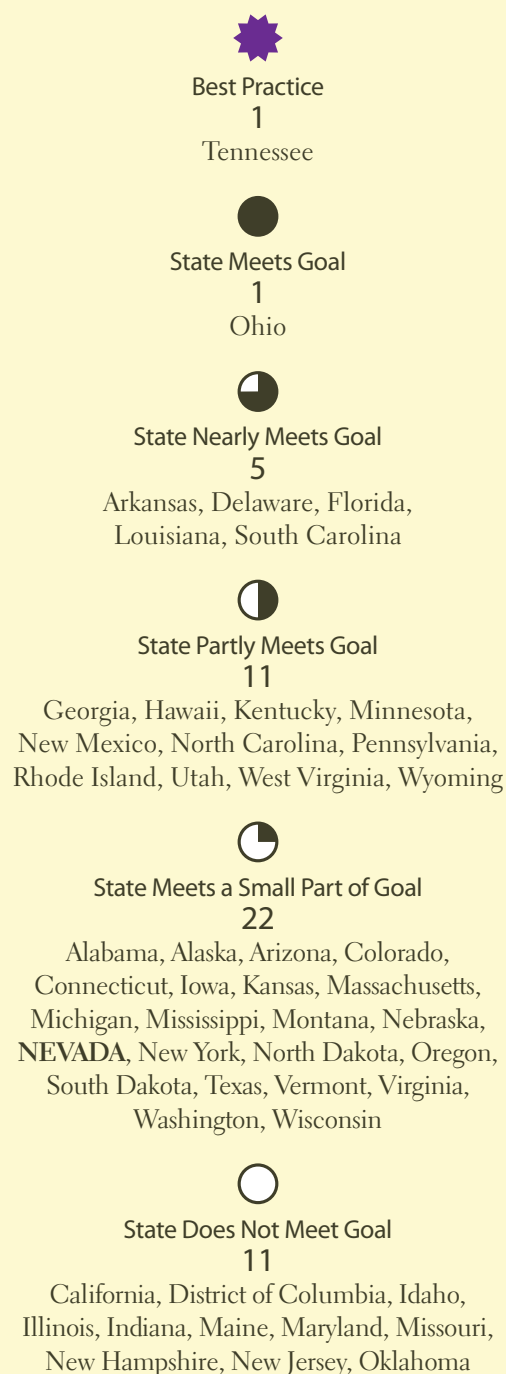 Best Practice
1
Tennessee
State Meets Goal
1
Ohio
State Nearly Meets Goal
5
Arkansas, Delaware, Florida,
Louisiana, South Carolina
State Partly Meets Goal
11
Georgia, Hawaii, Kentucky, Minnesota,
New Mexico, North Carolina, Pennsylvania,
Rhode Island, Utah, West Virginia, Wyoming
State Meets a Small Part of Goal
22
Alabama, Alaska, Arizona, Colorado,
Connecticut, Iowa, Kansas, Massachusetts,
Michigan, Mississippi, Montana, Nebraska,
NEVADA, New York, North Dakota, Oregon,
South Dakota, Texas, Vermont, Virginia,
Washington, Wisconsin
State Does Not Meet Goal
11
California, District of Columbia, Idaho,
Illinois, Indiana, Maine, Maryland, Missouri,
New Hampshire, New Jersey, Oklahoma